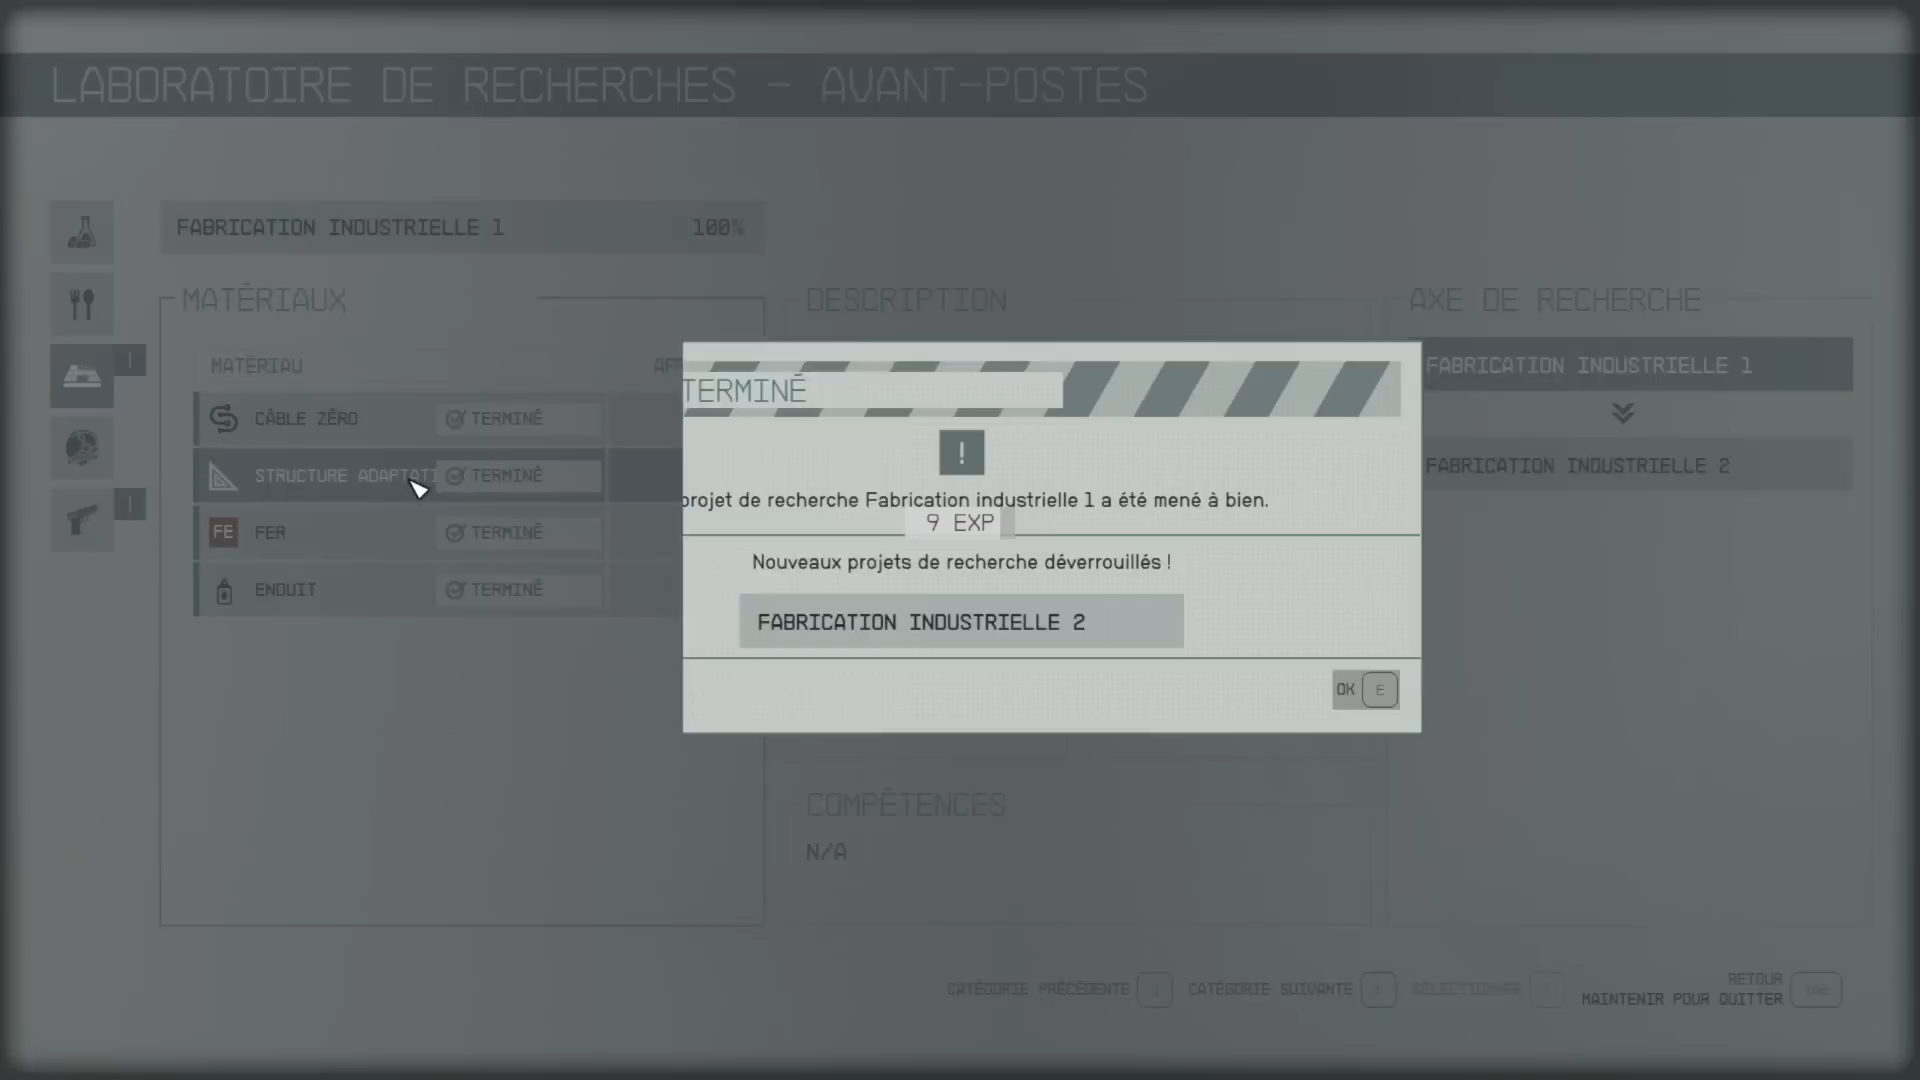 LABORATOIRE DE RECHERCHES - AVANT-POSTES
FABRICATION INDUSTRIELLE 1 100%
MATÉRIAUX
MATÉRIAU
CÂBLE ZÉRO TERMINÉ
STRUCTURE ADAPTATI TERMINÉ
FE FER TERMINÉ
ENDUIT TERMINÉ
DESCRIPTION
TERMINÉ
!
projet de recherche Fabrication industrielle 1 a été mené à bien.
9 EXP
Nouveaux projets de recherche déverrouillés !
FABRICATION INDUSTRIELLE 2
OK E
COMPÉTENCES
N/A
AXE DE RECHERCHE
FABRICATION INDUSTRIELLE 1
FABRICATION INDUSTRIELLE 2
CATÉGORIE PRÉCÉDENTE CATÉGORIE SUIVANTE SÉLECTIONNER RETOUR TAB
MAINTENIR POUR QUITTER